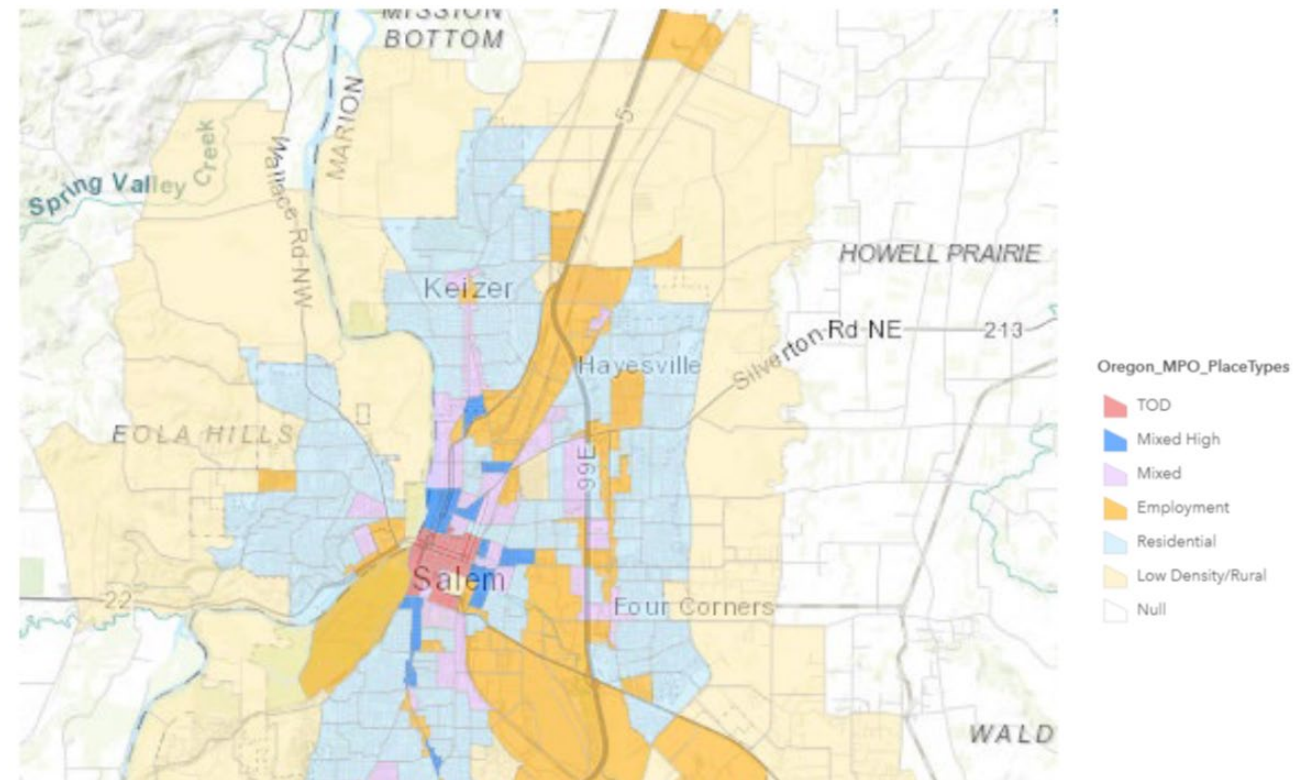 MISSION
BOTTOM
MARION
5
Wallace Rd NW
Spring Valley Creek
HOWELL PRAIRIE
Keizer
Silverton Rd NE
213
Hayesville
EOLA HILLS
99E
Salem
22
Four Corners
WALD
Oregon_MPO_PlaceTypes
TOD
Mixed High
Mixed
Employment
Residential
Low Density/Rural
Null